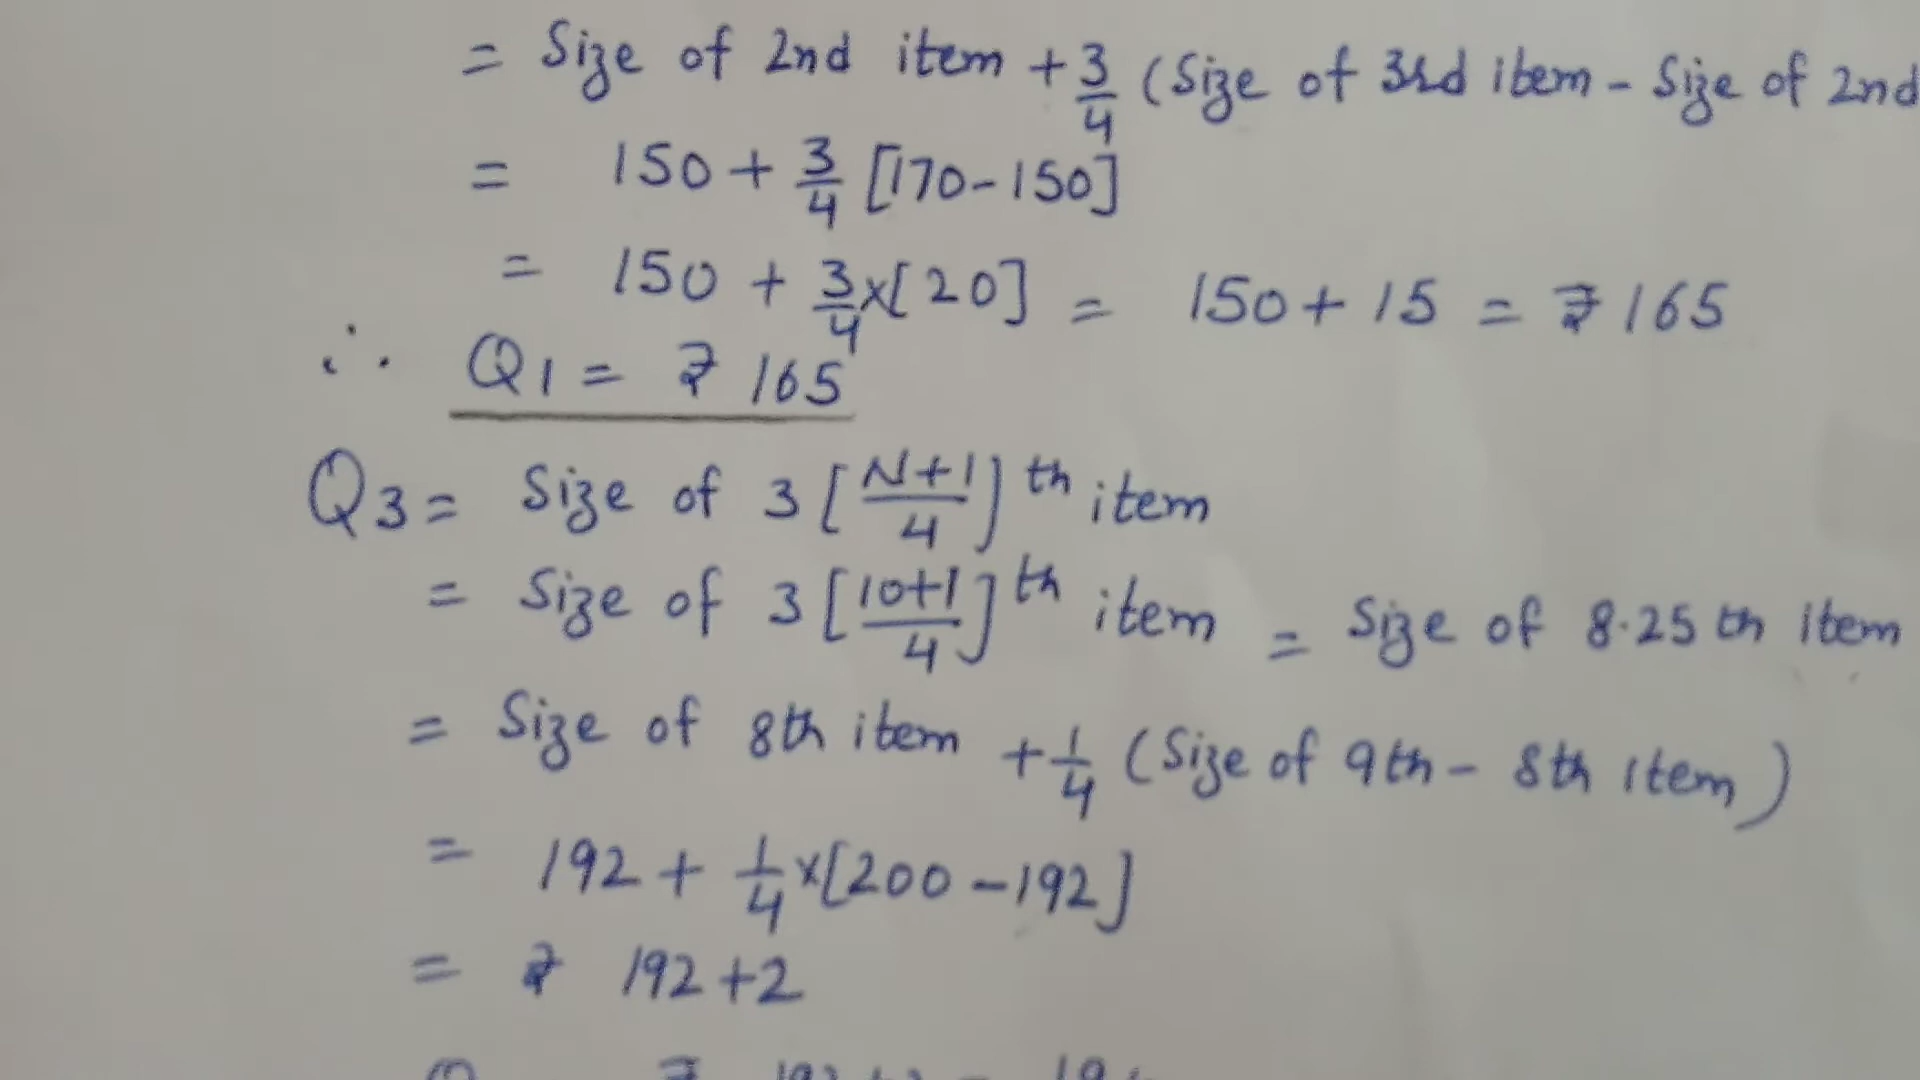 = Size of 2nd item + 3/4 (Size of 3rd item - Size of 2nd
= 150 + 3/4 [170-150]
= 150 + 3/4 x[20] = 150 + 15 = ₹ 165
∴ Q1 = ₹ 165
Q3 = Size of 3 [N+1/4]th item
= Size of 3 [10+1/4]th item = Size of 8.25 th item
= Size of 8th item + 1/4 (Size of 9th - 8th item)
= 192 + 1/4 x[200-192]
= ₹ 192+2